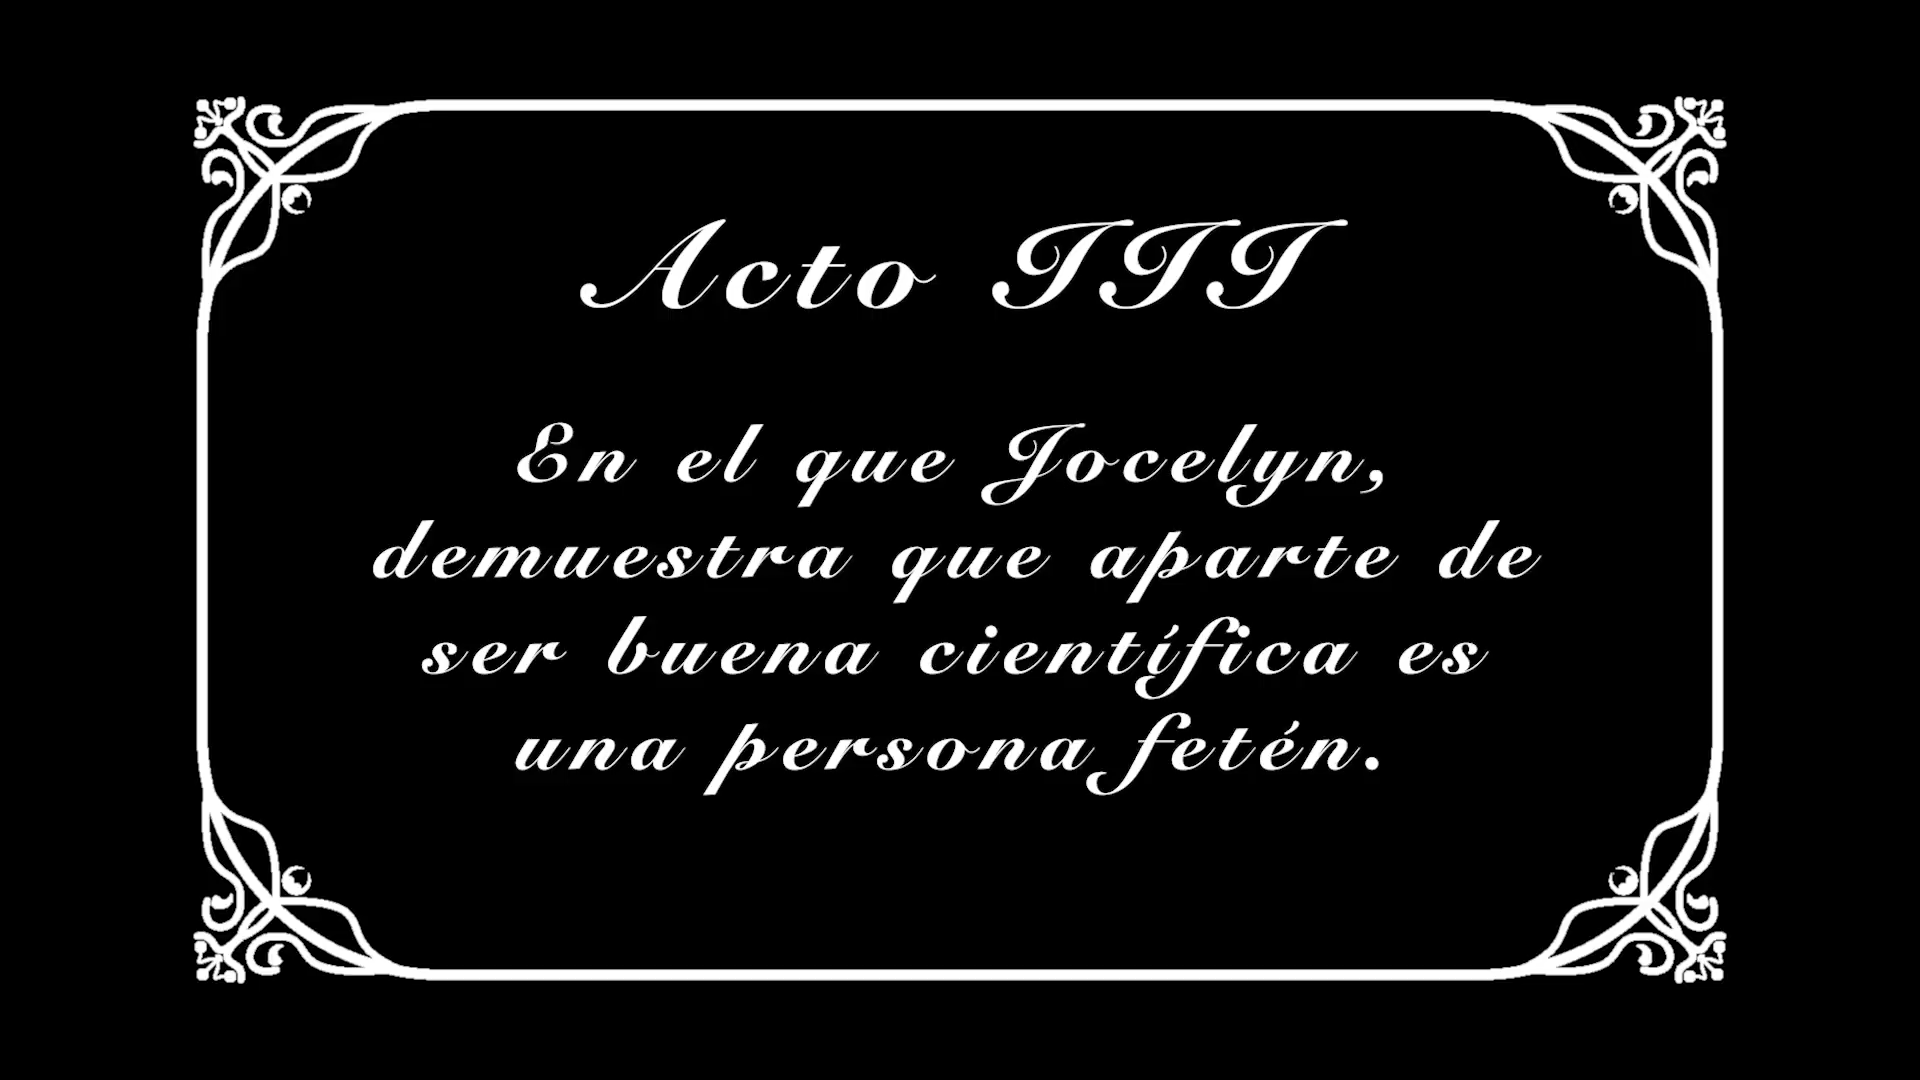 Acto III
En el que Jocelyn,
demuestra que aparte de
ser buena científica es
una persona fetén.